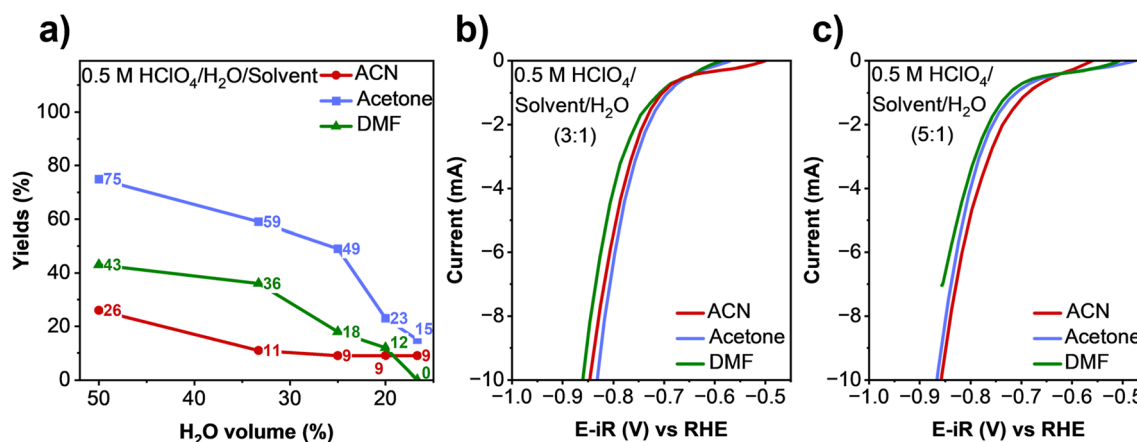 a)
0.5 M HClO₄/H₂O/Solvent
ACN
Acetone
DMF
100
80
60
40
20
0
Yields (%)
75
59
49
23
15
43
36
18
12
0
26
11
9
9
9
50
40
30
20
H₂O volume (%)
b)
0.5 M HClO₄/
Solvent/H₂O
(3:1)
0
−2
−4
−6
−8
−10
Current (mA)
ACN
Acetone
DMF
−1.0
−0.9
−0.8
−0.7
−0.6
−0.5
E-iR (V) vs RHE
c)
0.5 M HClO₄/
Solvent/H₂O
(5:1)
0
−2
−4
−6
−8
−10
Current (mA)
ACN
Acetone
DMF
−1.0
−0.9
−0.8
−0.7
−0.6
−0.5
E-iR (V) vs RHE